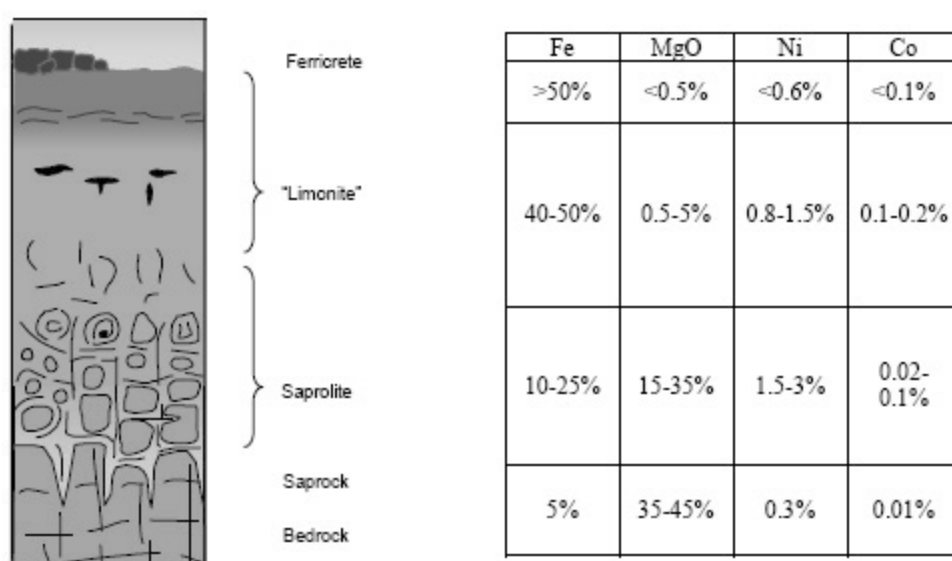 Ferricrete
"Limonite"
Saprolite
Saprock
Bedrock
Fe MgO Ni Co
>50% <0.5% <0.6% <0.1%
40-50% 0.5-5% 0.8-1.5% 0.1-0.2%
10-25% 15-35% 1.5-3% 0.02-
0.1%
5% 35-45% 0.3% 0.01%